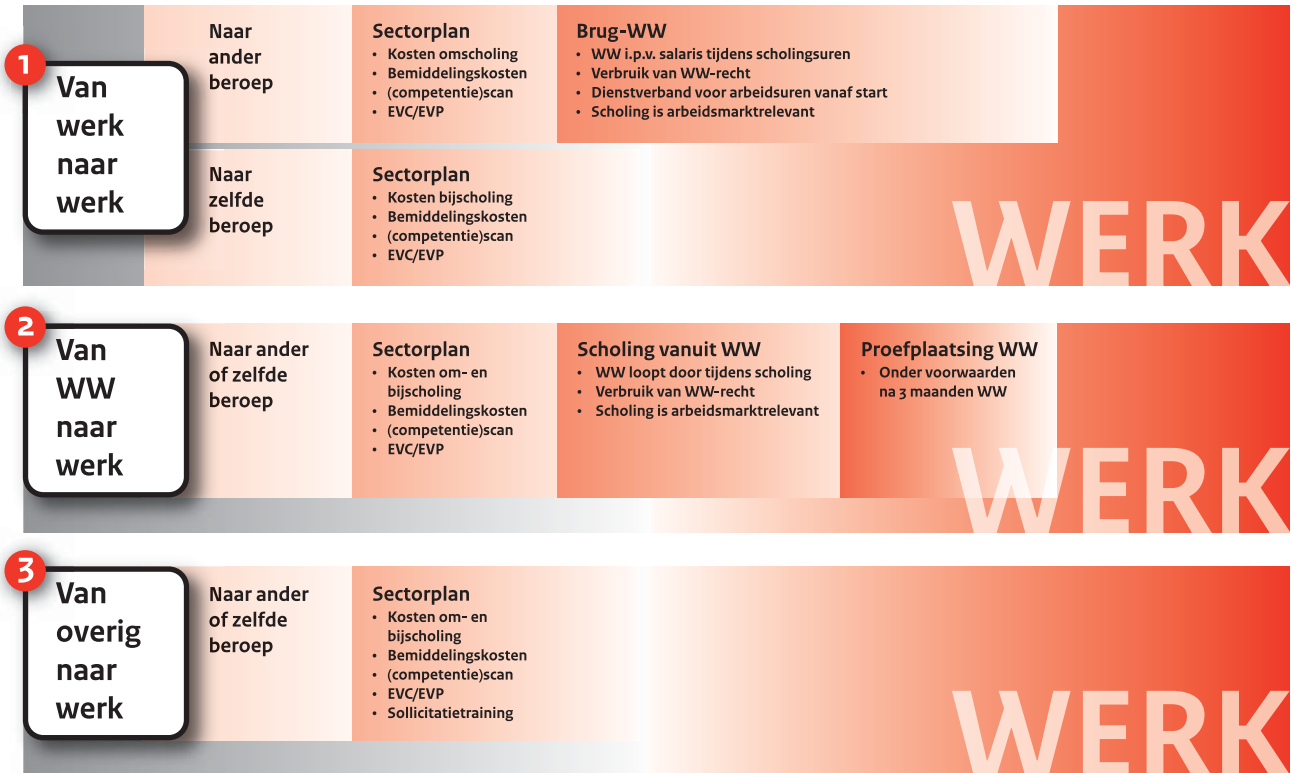 1
Van
werk
naar
werk
Naar
ander
beroep
Sectorplan
• Kosten omscholing
• Bemiddelingskosten
• (competentie)scan
• EVC/EVP
Brug-WW
• WW i.p.v. salaris tijdens scholingsuren
• Verbruik van WW-recht
• Dienstverband voor arbeidsuren vanaf start
• Scholing is arbeidsmarktrelevant
Naar
zelfde
beroep
Sectorplan
• Kosten bijscholing
• Bemiddelingskosten
• (competentie)scan
• EVC/EVP
WERK
2
Van
WW
naar
werk
Naar ander
of zelfde
beroep
Sectorplan
• Kosten om- en
bijscholing
• Bemiddelingskosten
• (competentie)scan
• EVC/EVP
Scholing vanuit WW
• WW loopt door tijdens scholing
• Verbruik van WW-recht
• Scholing is arbeidsmarktrelevant
Proefplaatsing WW
• Onder voorwaarden
na 3 maanden WW
WERK
3
Van
overig
naar
werk
Naar ander
of zelfde
beroep
Sectorplan
• Kosten om- en
bijscholing
• Bemiddelingskosten
• (competentie)scan
• EVC/EVP
• Sollicitatietraining
WERK